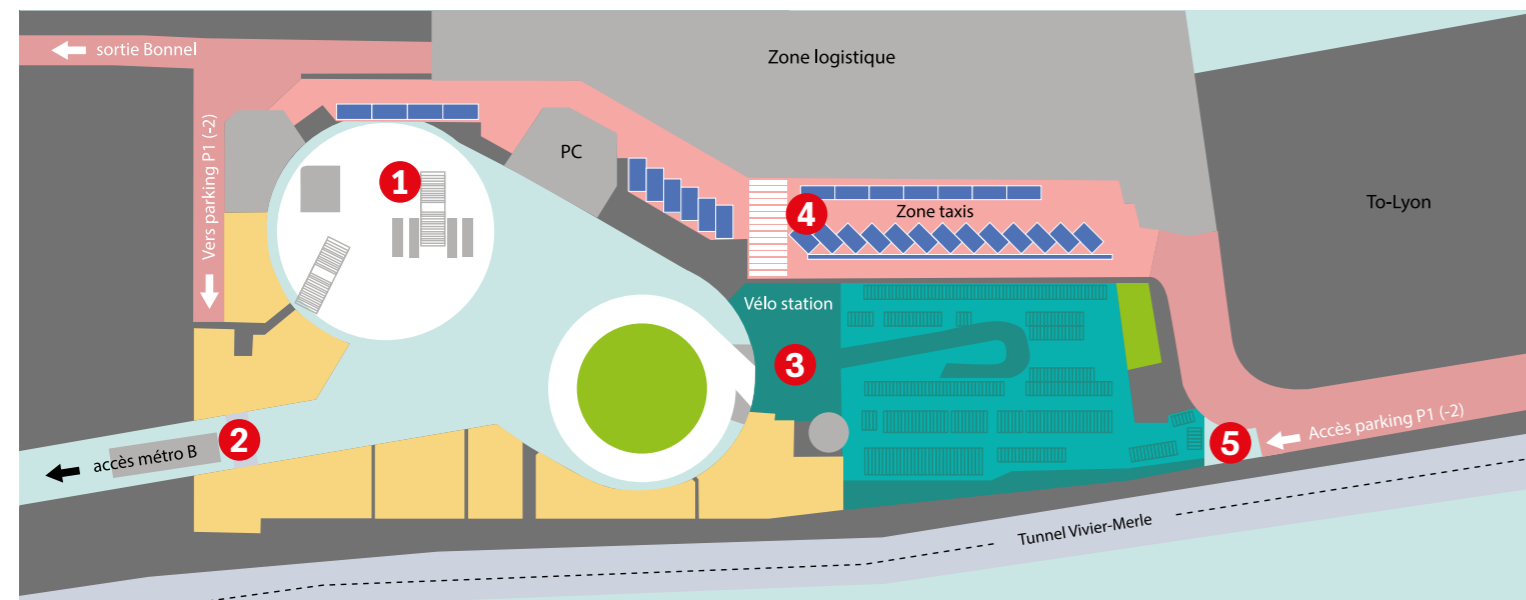 sortie Bonnel
Zone logistique
Vers parking P1 (-2)
PC
1
To-Lyon
4
Zone taxis
Vélo station
3
2
accès métro B
5
Accès parking P1 (-2)
Tunnel Vivier-Merle